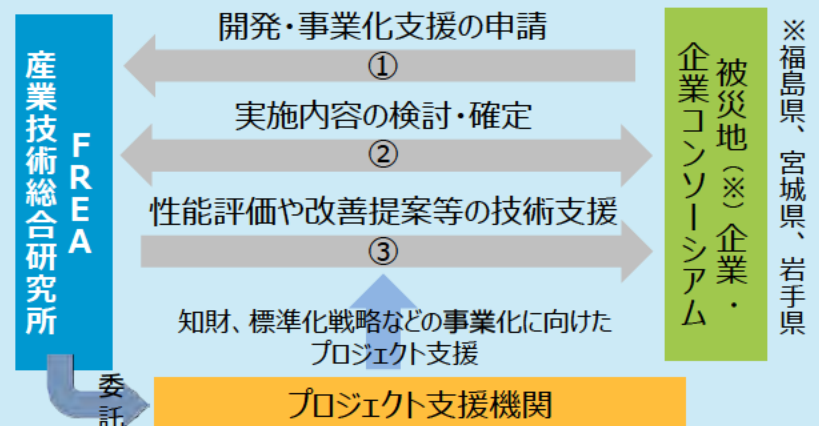 開発・事業化支援の申請
①
実施内容の検討・確定
②
性能評価や改善提案等の技術支援
③
産業技術総合研究所
FREA
被災地（※）企業・
企業コンソーシアム
※福島県、宮城県、岩手県
知財、標準化戦略などの事業化に向けた
プロジェクト支援
委託
プロジェクト支援機関